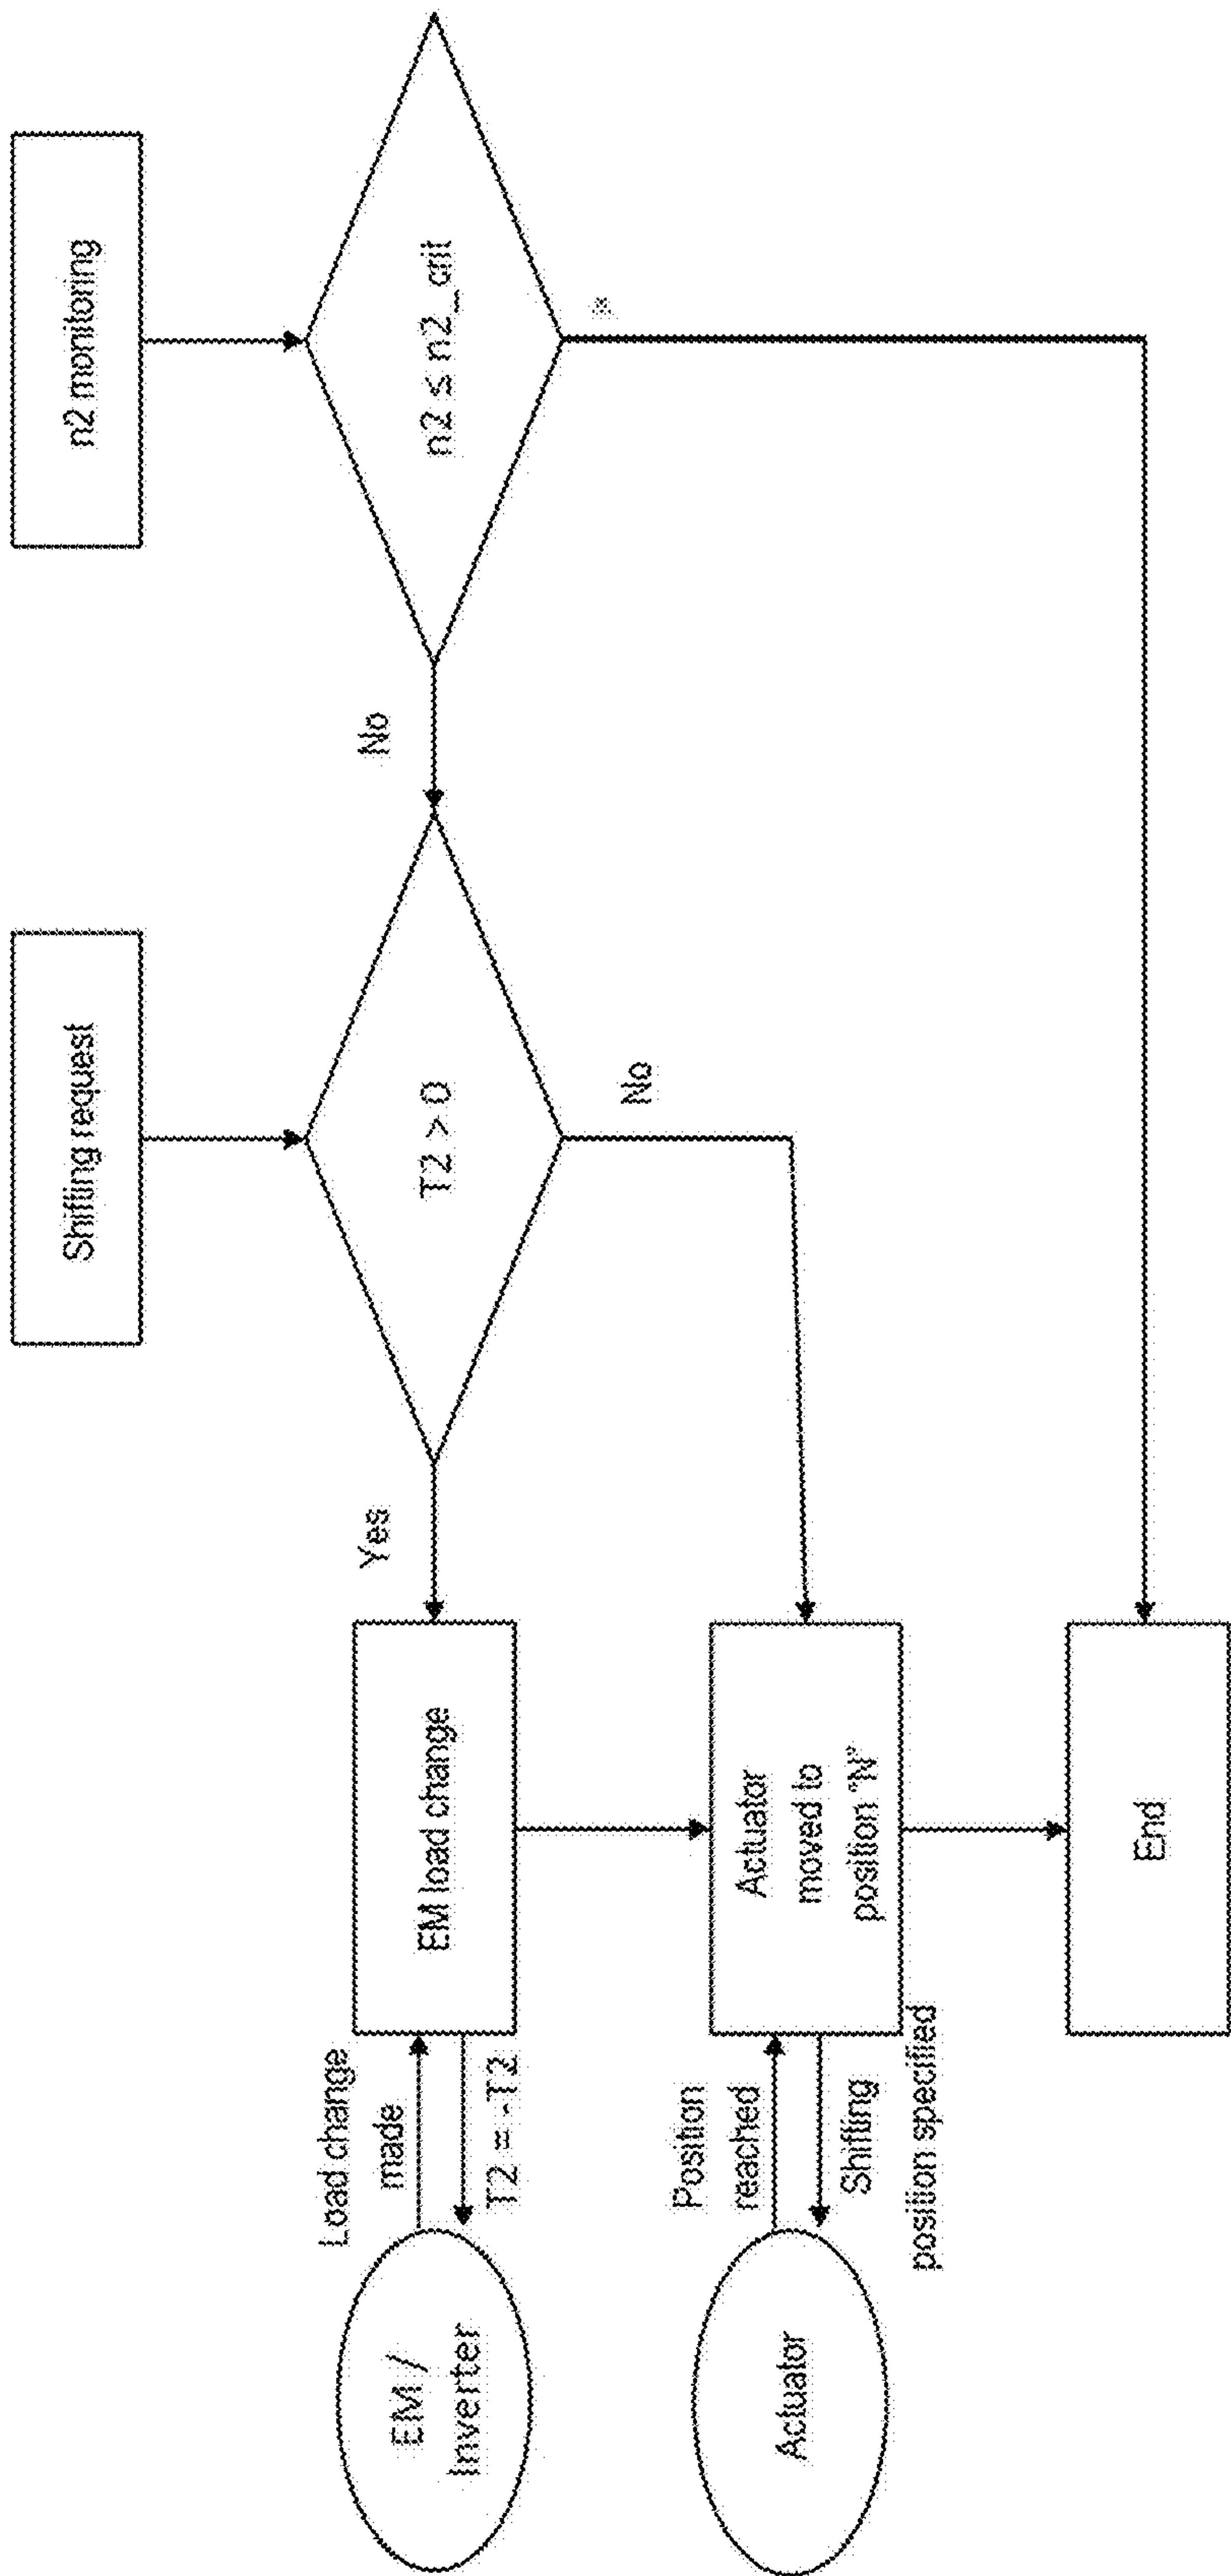 Shifting request
n2 monitoring
EM /
Inverter
Load change
made
T2 = -T2
EM load change
Yes
T2 > 0
No
n2 ≤ n2_crit
No
Actuator
Position
reached
Shifting
position specified
Actuator
moved to
position "N"
End